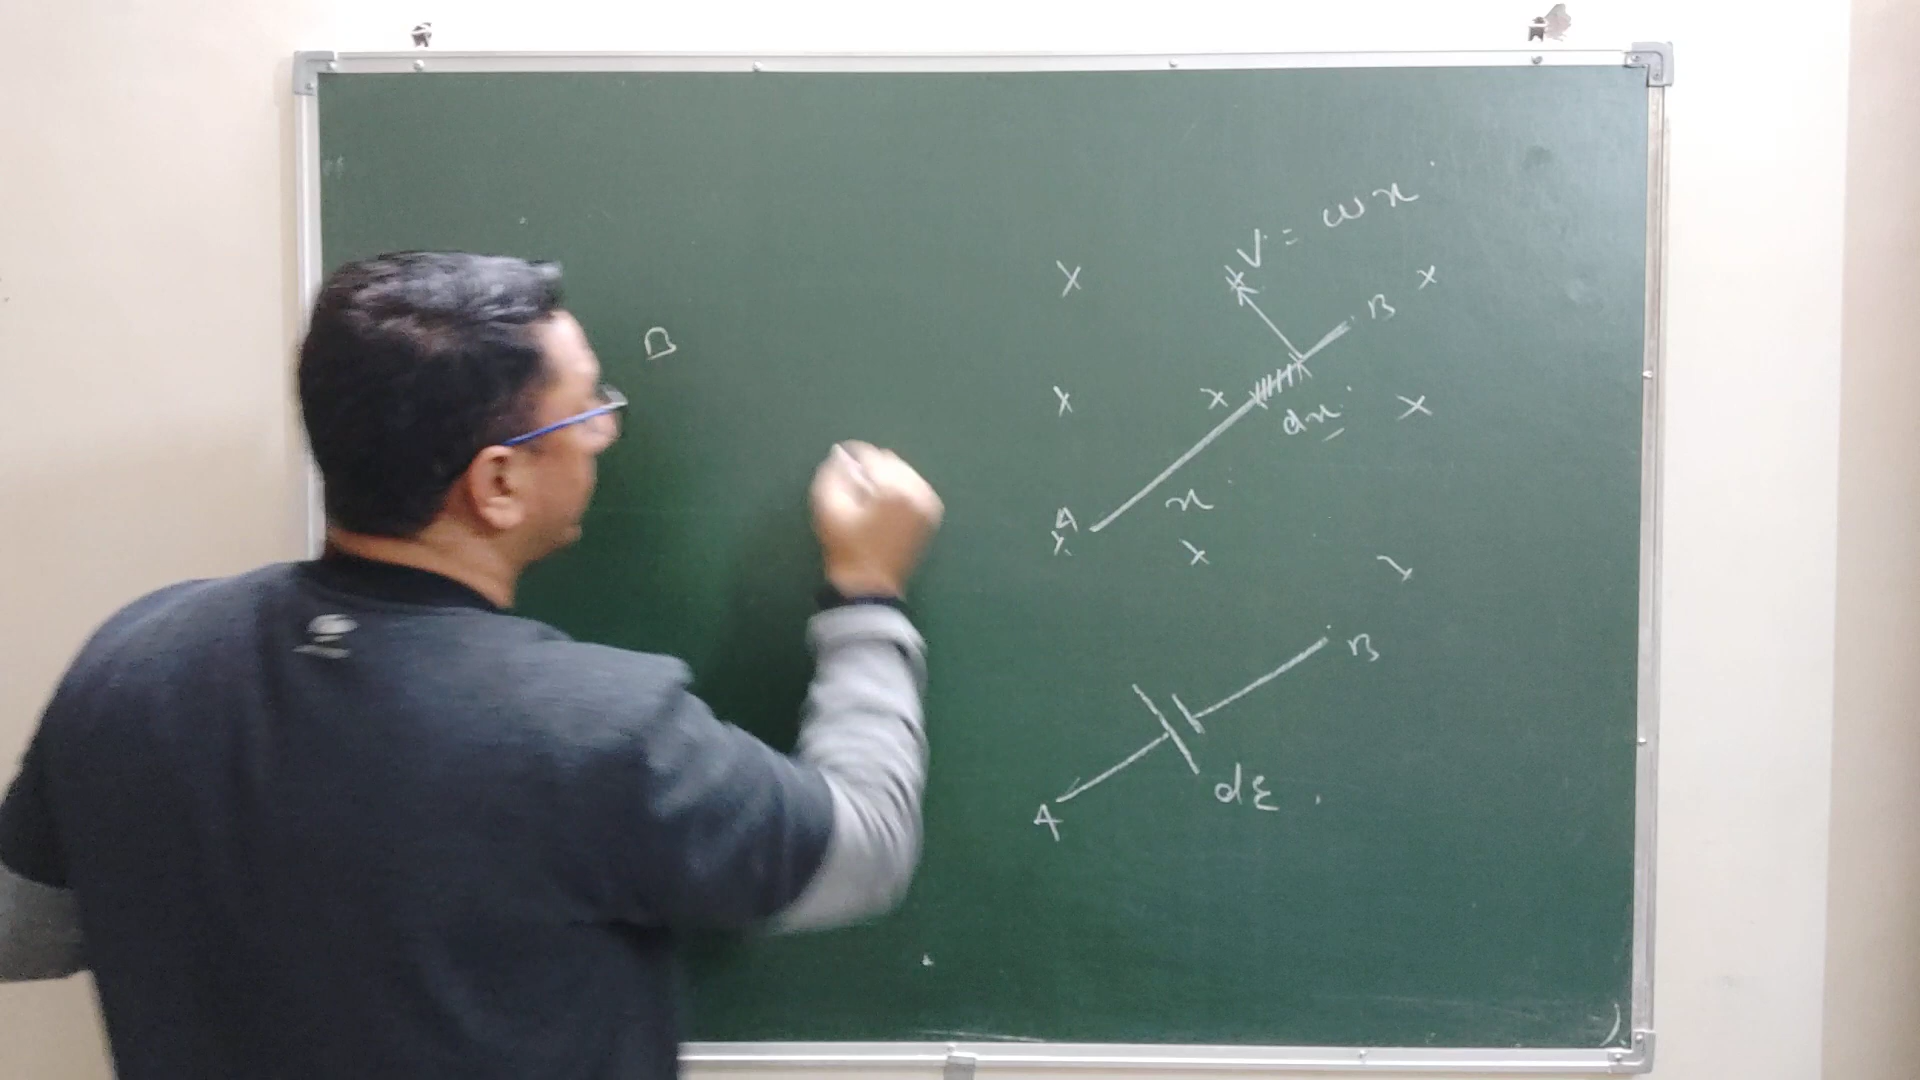 B
V = ωx
B
dx
x
A
B
dε
A